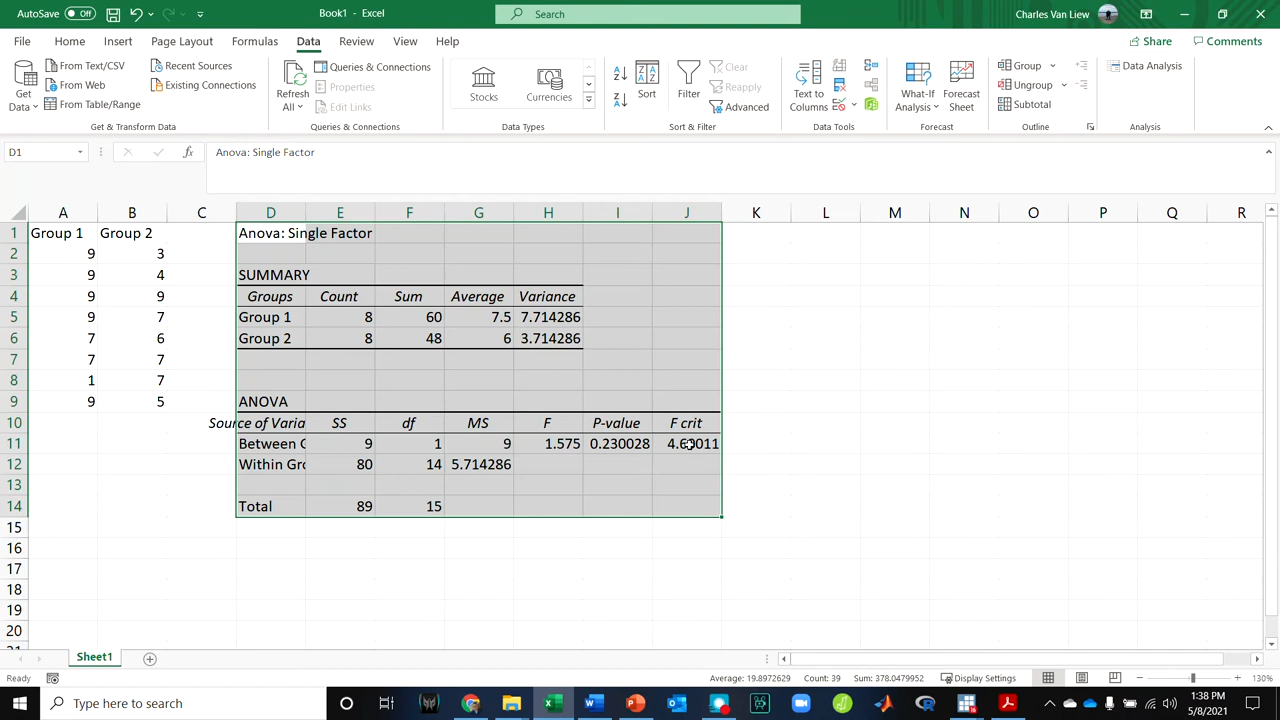 AutoSave Off Book1 - Excel Search Charles Van Liew
File Home Insert Page Layout Formulas Data Review View Help Share Comments
Get Data From Text/CSV From Web From Table/Range Recent Sources Existing Connections
Get & Transform Data
Refresh All Queries & Connections Properties Edit Links
Queries & Connections
Stocks Currencies
Data Types
Sort Filter Clear Reapply Advanced
Sort & Filter
Text to Columns
Data Tools
What-If Analysis Forecast Sheet
Forecast
Group Ungroup Subtotal
Outline
Data Analysis
Analysis
D1 fx Anova: Single Factor
A B C D E F G H I J K L M N O P Q R
1 Group 1 Group 2 Anova: Single Factor
2 9 3
3 9 4 SUMMARY
4 9 9 Groups Count Sum Average Variance
5 9 7 Group 1 8 60 7.5 7.714286
6 7 6 Group 2 8 48 6 3.714286
7 7 7
8 1 7
9 9 5 ANOVA
10 Source of Varia SS df MS F P-value F crit
11 Between G 9 1 9 1.575 0.230028
12 Within Gro 80 14 5.714286
13
14 Total 89 15
15
16
17
18
19
20
Sheet1
Ready Average: 19.8972629 Count: 39 Sum: 378.0479952 Display Settings 130%
Type here to search 1:38 PM
5/8/2021